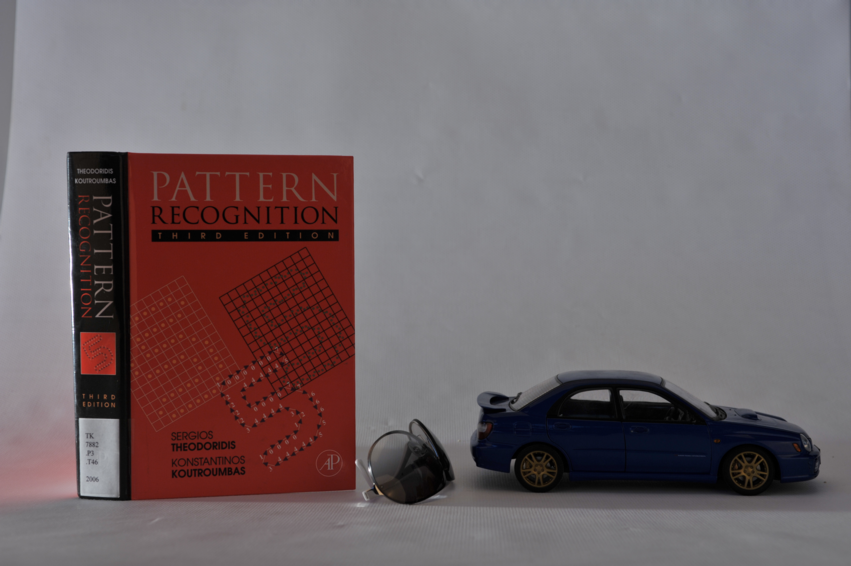 THEODORIDIS
KOUTROUMBAS
PATTERN
RECOGNITION
THIRD
EDITION
TK
7882
.P3
.T46
2006
PATTERN
RECOGNITION
THIRD EDITION
SERGIOS
THEODORIDIS
KONSTANTINOS
KOUTROUMBAS
AP